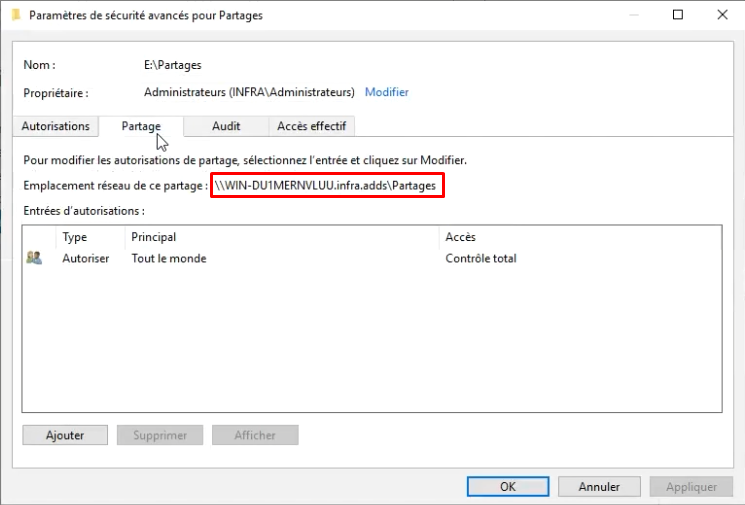 Paramètres de sécurité avancés pour Partages
Nom : E:\Partages
Propriétaire : Administrateurs (INFRA\Administrateurs) Modifier
Autorisations Partage Audit Accès effectif
Pour modifier les autorisations de partage, sélectionnez l'entrée et cliquez sur Modifier.
Emplacement réseau de ce partage : \\WIN-DU1MERNVLUU.infra.adds\Partages
Entrées d'autorisations :
Type Principal Accès
Autoriser Tout le monde Contrôle total
Ajouter Supprimer Afficher
OK Annuler Appliquer